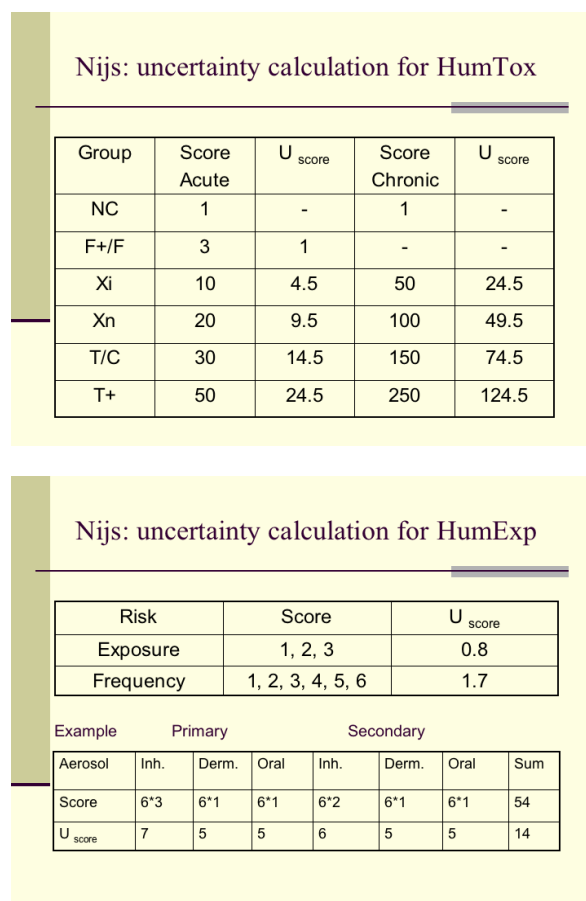 Nijs: uncertainty calculation for HumTox
Group Score Acute U score Score Chronic U score
NC 1 - 1 -
F+/F 3 1 - -
Xi 10 4.5 50 24.5
Xn 20 9.5 100 49.5
T/C 30 14.5 150 74.5
T+ 50 24.5 250 124.5
Nijs: uncertainty calculation for HumExp
Risk Score U score
Exposure 1, 2, 3 0.8
Frequency 1, 2, 3, 4, 5, 6 1.7
Example Primary Secondary
Aerosol Inh. Derm. Oral Inh. Derm. Oral Sum
Score 6*3 6*1 6*1 6*2 6*1 6*1 54
U score 7 5 5 6 5 5 14